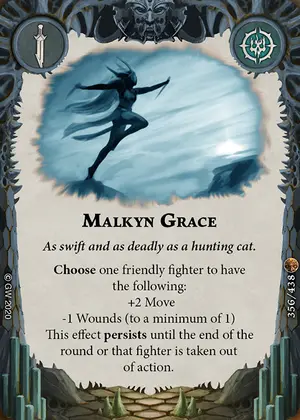 MALKYN GRACE
As swift and as deadly as a hunting cat.
Choose one friendly fighter to have
the following:
+2 Move
-1 Wounds (to a minimum of 1)
This effect persists until the end of the
round or that fighter is taken out
of action.
© GW 2020
356/438